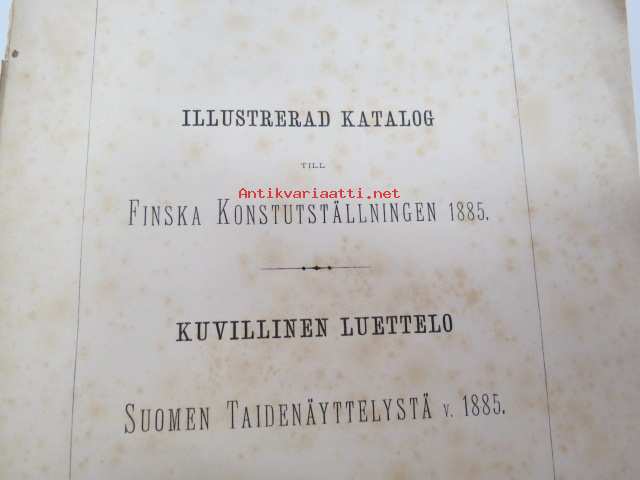 ILLUSTRERAD KATALOG
TILL
Antikvariaatti.net
FINSKA KONSTUTSTÄLLNINGEN 1885.
KUVILLINEN LUETTELO
SUOMEN TAIDENÄYTTELYSTÄ v. 1885.